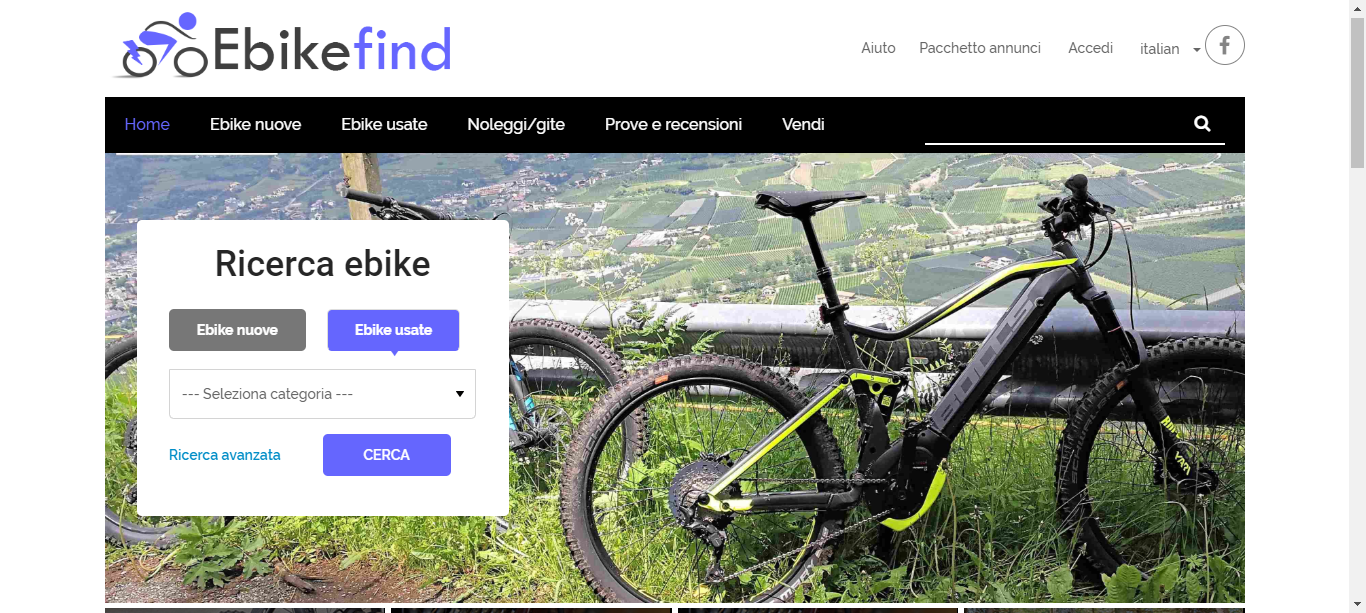 Ebikefind
Aiuto Pacchetto annunci Accedi italian
Home Ebike nuove Ebike usate Noleggi/gite Prove e recensioni Vendi
Ricerca ebike
Ebike nuove Ebike usate
--- Seleziona categoria ---
Ricerca avanzata CERCA
YARA